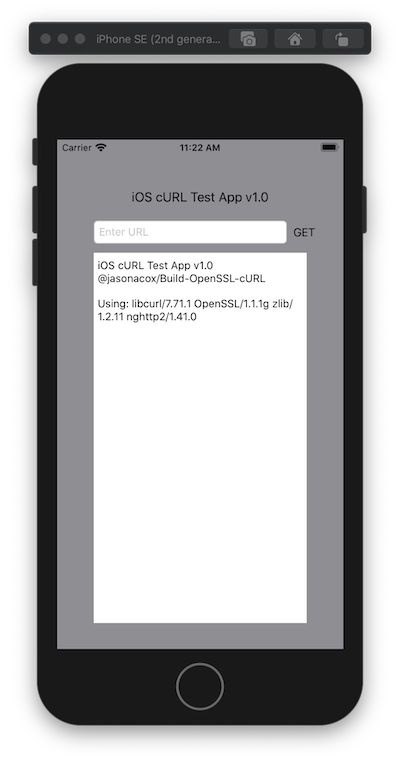 iPhone SE (2nd genera...
Carrier
11:22 AM
iOS cURL Test App v1.0
Enter URL
GET
iOS cURL Test App v1.0
@jasonacox/Build-OpenSSL-cURL
Using: libcurl/7.71.1 OpenSSL/1.1.1g zlib/
1.2.11 nghttp2/1.41.0